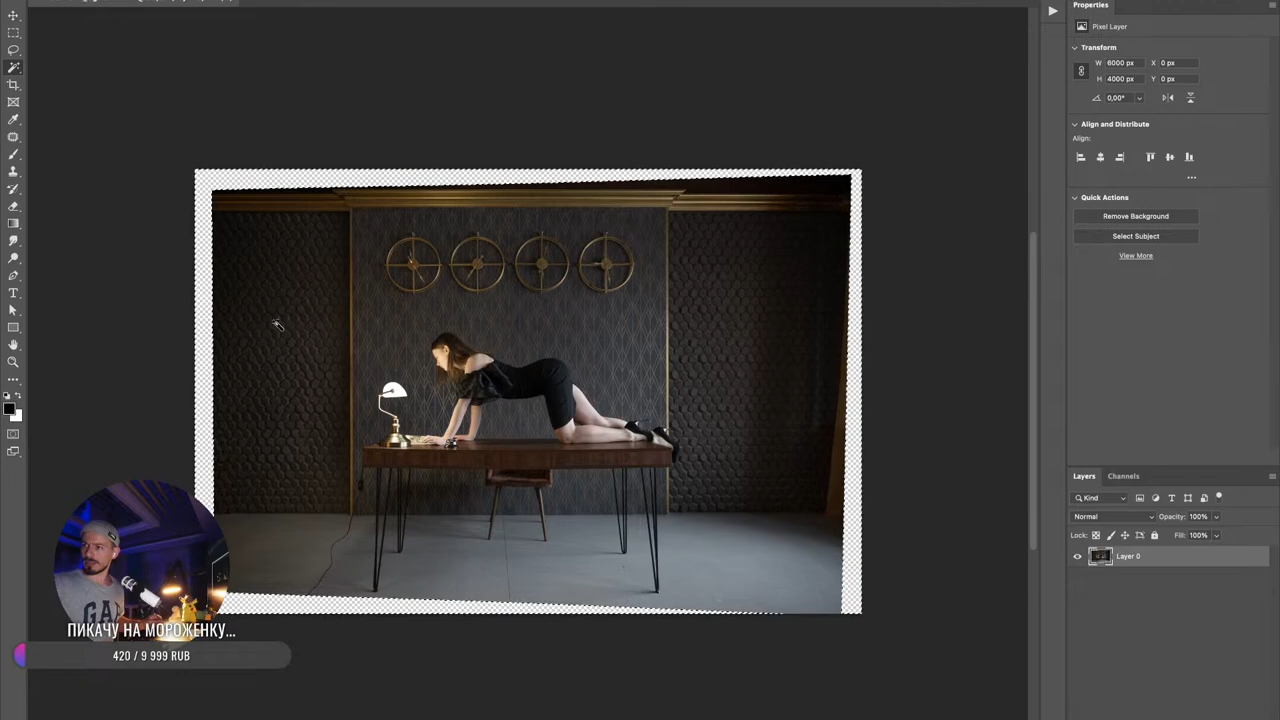 Properties
Pixel Layer
Transform
W 6000 px X 0 px
H 4000 px Y 0 px
0,00°
Align and Distribute
Align:
Quick Actions
Remove Background
Select Subject
View More
Layers Channels
Kind
Normal Opacity: 100%
Lock: Fill: 100%
Layer 0
GAP
ПИКАЧУ НА МОРОЖЕНКУ...
420 / 9 999 RUB